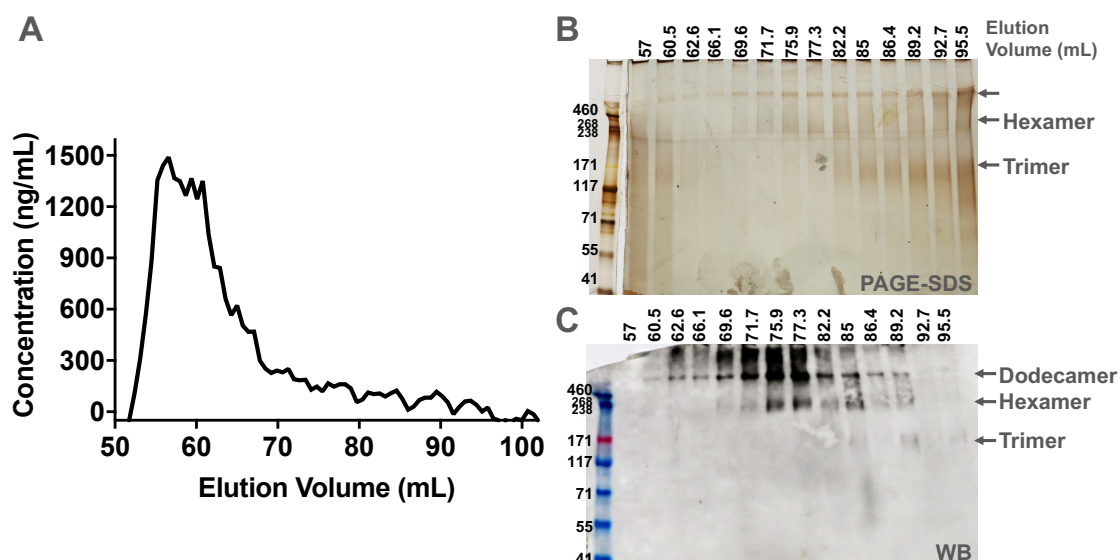 A
1500
1200
900
600
300
0
50 60 70 80 90 100
Concentration (ng/mL)
Elution Volume (mL)
B
57 60.5 62.6 66.1 69.6 71.7 75.9 77.3 82.2 85 86.4 89.2 92.7 95.5
Elution
Volume (mL)
460
268
238
171
117
71
55
41
Hexamer
Trimer
PAGE-SDS
C
57 60.5 62.6 66.1 69.6 71.7 75.9 77.3 82.2 85 86.4 89.2 92.7 95.5
460
268
238
171
117
71
55
41
Dodecamer
Hexamer
Trimer
WB